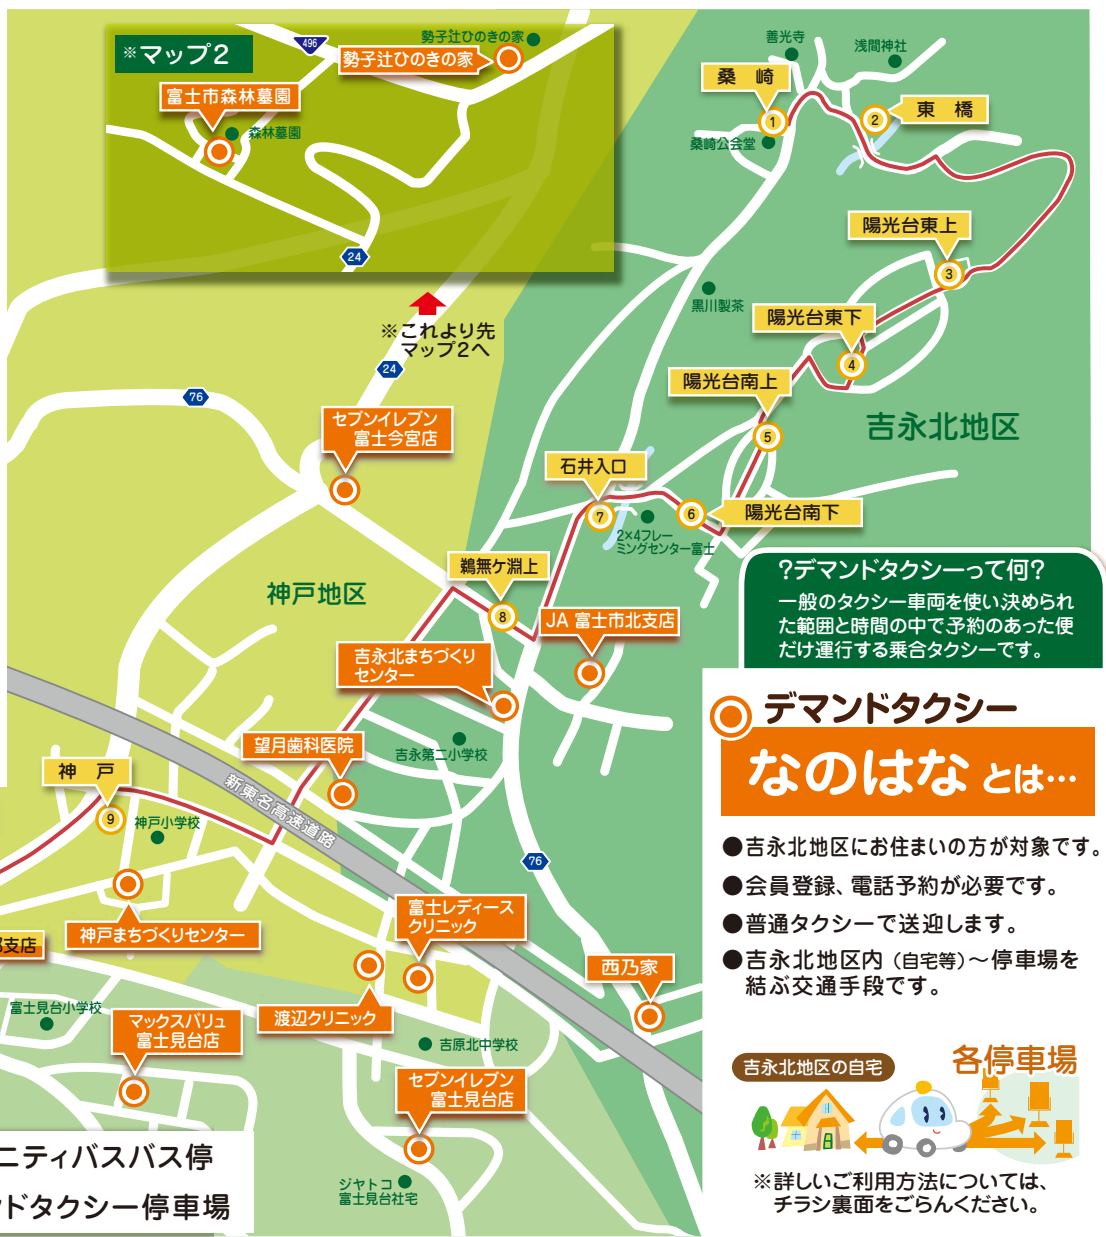 ※マップ2
496
勢子辻ひのきの家
勢子辻ひのきの家
富士市森林墓園
森林墓園
24
善光寺
浅間神社
桑 崎
1
2
東 橋
桑崎公会堂
陽光台東上
3
黒川製茶
陽光台東下
4
※これより先
マップ2へ
24
76
陽光台南上
5
吉永北地区
セブンイレブン
富士今宮店
石井入口
7
6
陽光台南下
2×4フレー
ミングセンター富士
鵜無ケ淵上
8
神戸地区
JA 富士市北支店
吉永北まちづくり
センター
望月歯科医院
吉永第二小学校
新東名高速道路
神 戸
9
神戸小学校
76
神戸まちづくりセンター
支店
富士レディース
クリニック
渡辺クリニック
西乃家
富士見台小学校
マックスバリュ
富士見台店
吉原北中学校
セブンイレブン
富士見台店
ジヤトコ
富士見台社宅
ニティバスバス停
ドタクシー停車場
?デマンドタクシーって何?
一般のタクシー車両を使い決められ
た範囲と時間の中で予約のあった便
だけ運行する乗合タクシーです。
デマンドタクシー
なのはな とは…
●吉永北地区にお住まいの方が対象です。
●会員登録、電話予約が必要です。
●普通タクシーで送迎します。
●吉永北地区内（自宅等）～停車場を
結ぶ交通手段です。
吉永北地区の自宅
各停車場
※詳しいご利用方法については、
チラシ裏面をごらんください。